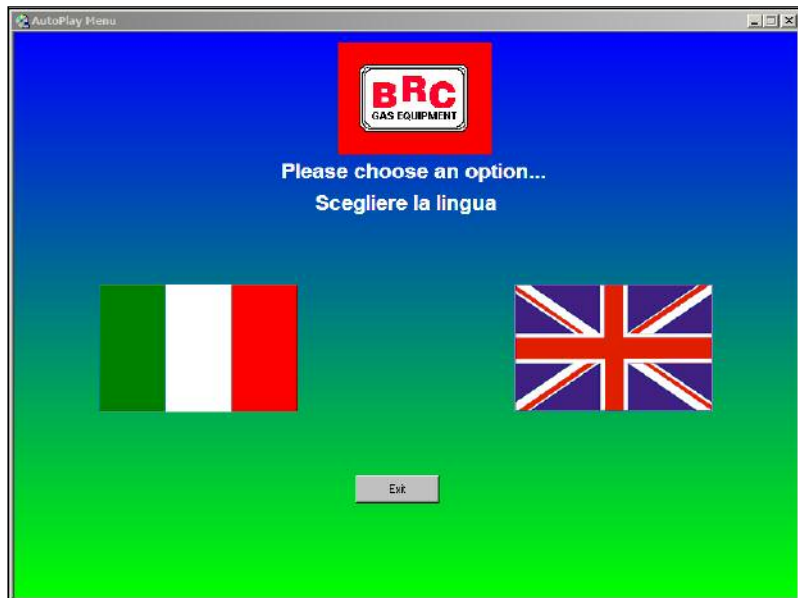 AutoPlay Menu
BRC
GAS EQUIPMENT
Please choose an option...
Scegliere la lingua
Exit